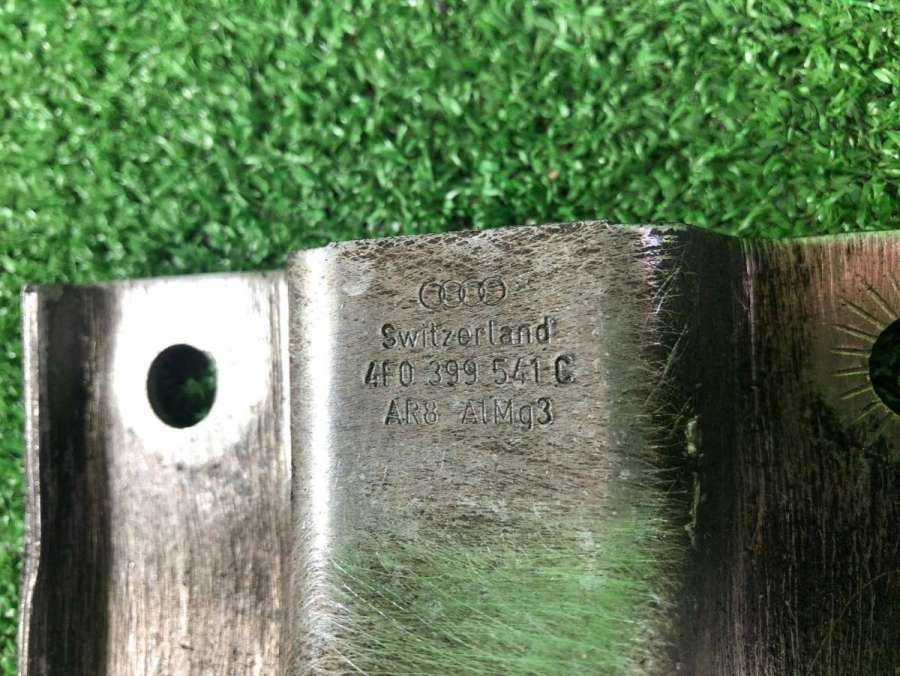 Switzerland
4F0 399 541 C
AR8 AlMg3